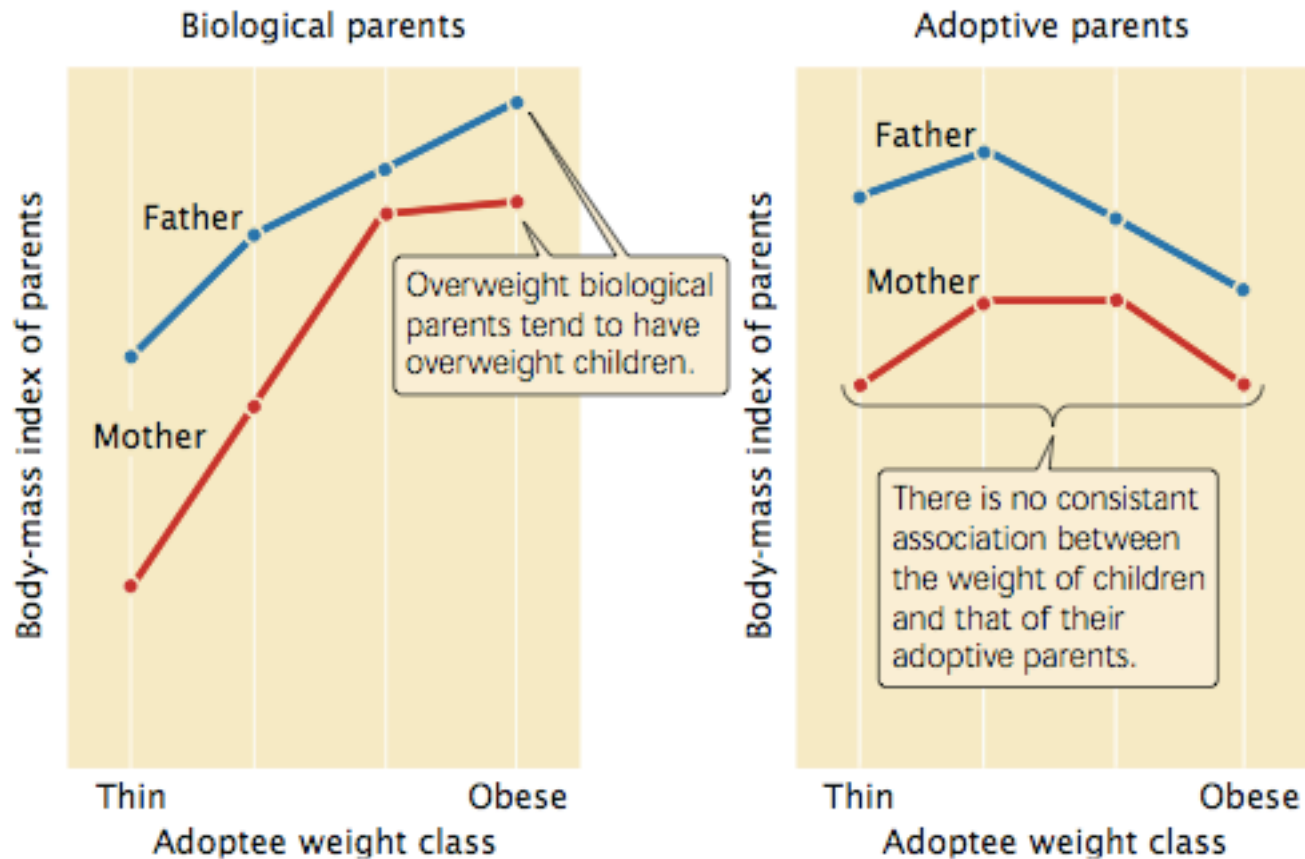 Biological parents
Body-mass index of parents
Father
Mother
Overweight biological
parents tend to have
overweight children.
Thin
Obese
Adoptee weight class
Adoptive parents
Body-mass index of parents
Father
Mother
There is no consistant
association between
the weight of children
and that of their
adoptive parents.
Thin
Obese
Adoptee weight class